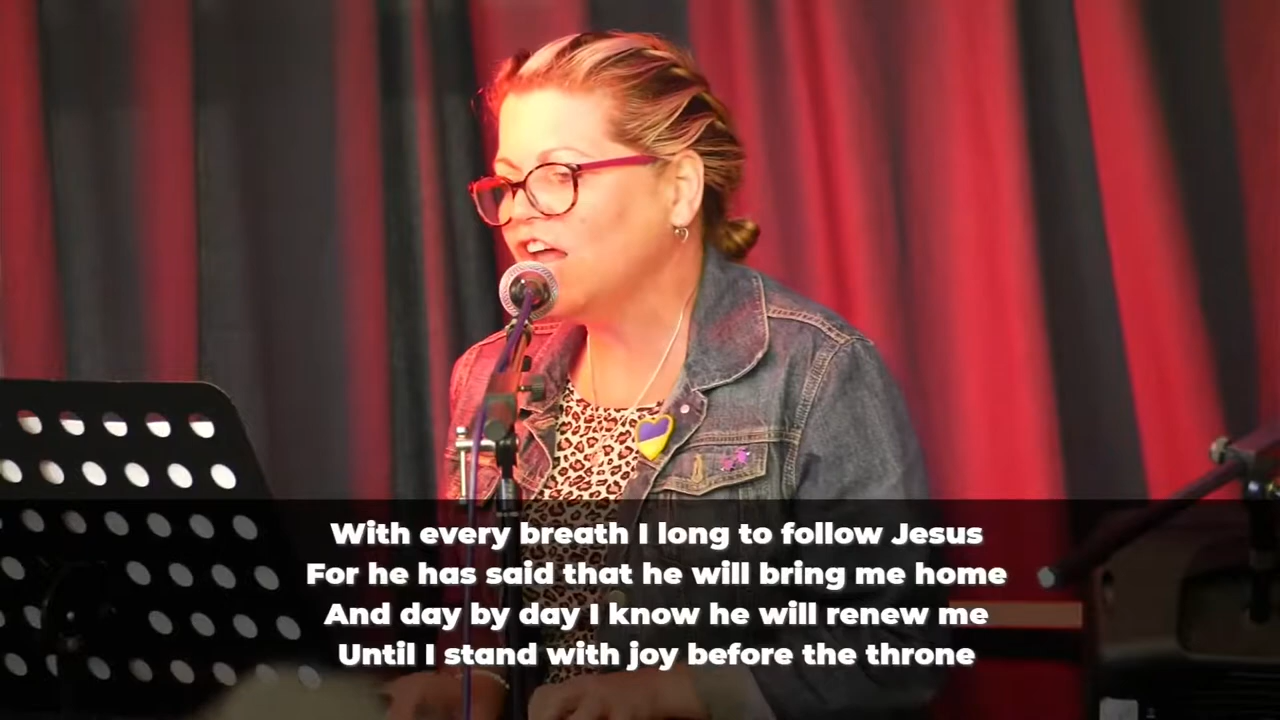 With every breath I long to follow Jesus
For he has said that he will bring me home
And day by day I know he will renew me
Until I stand with joy before the throne